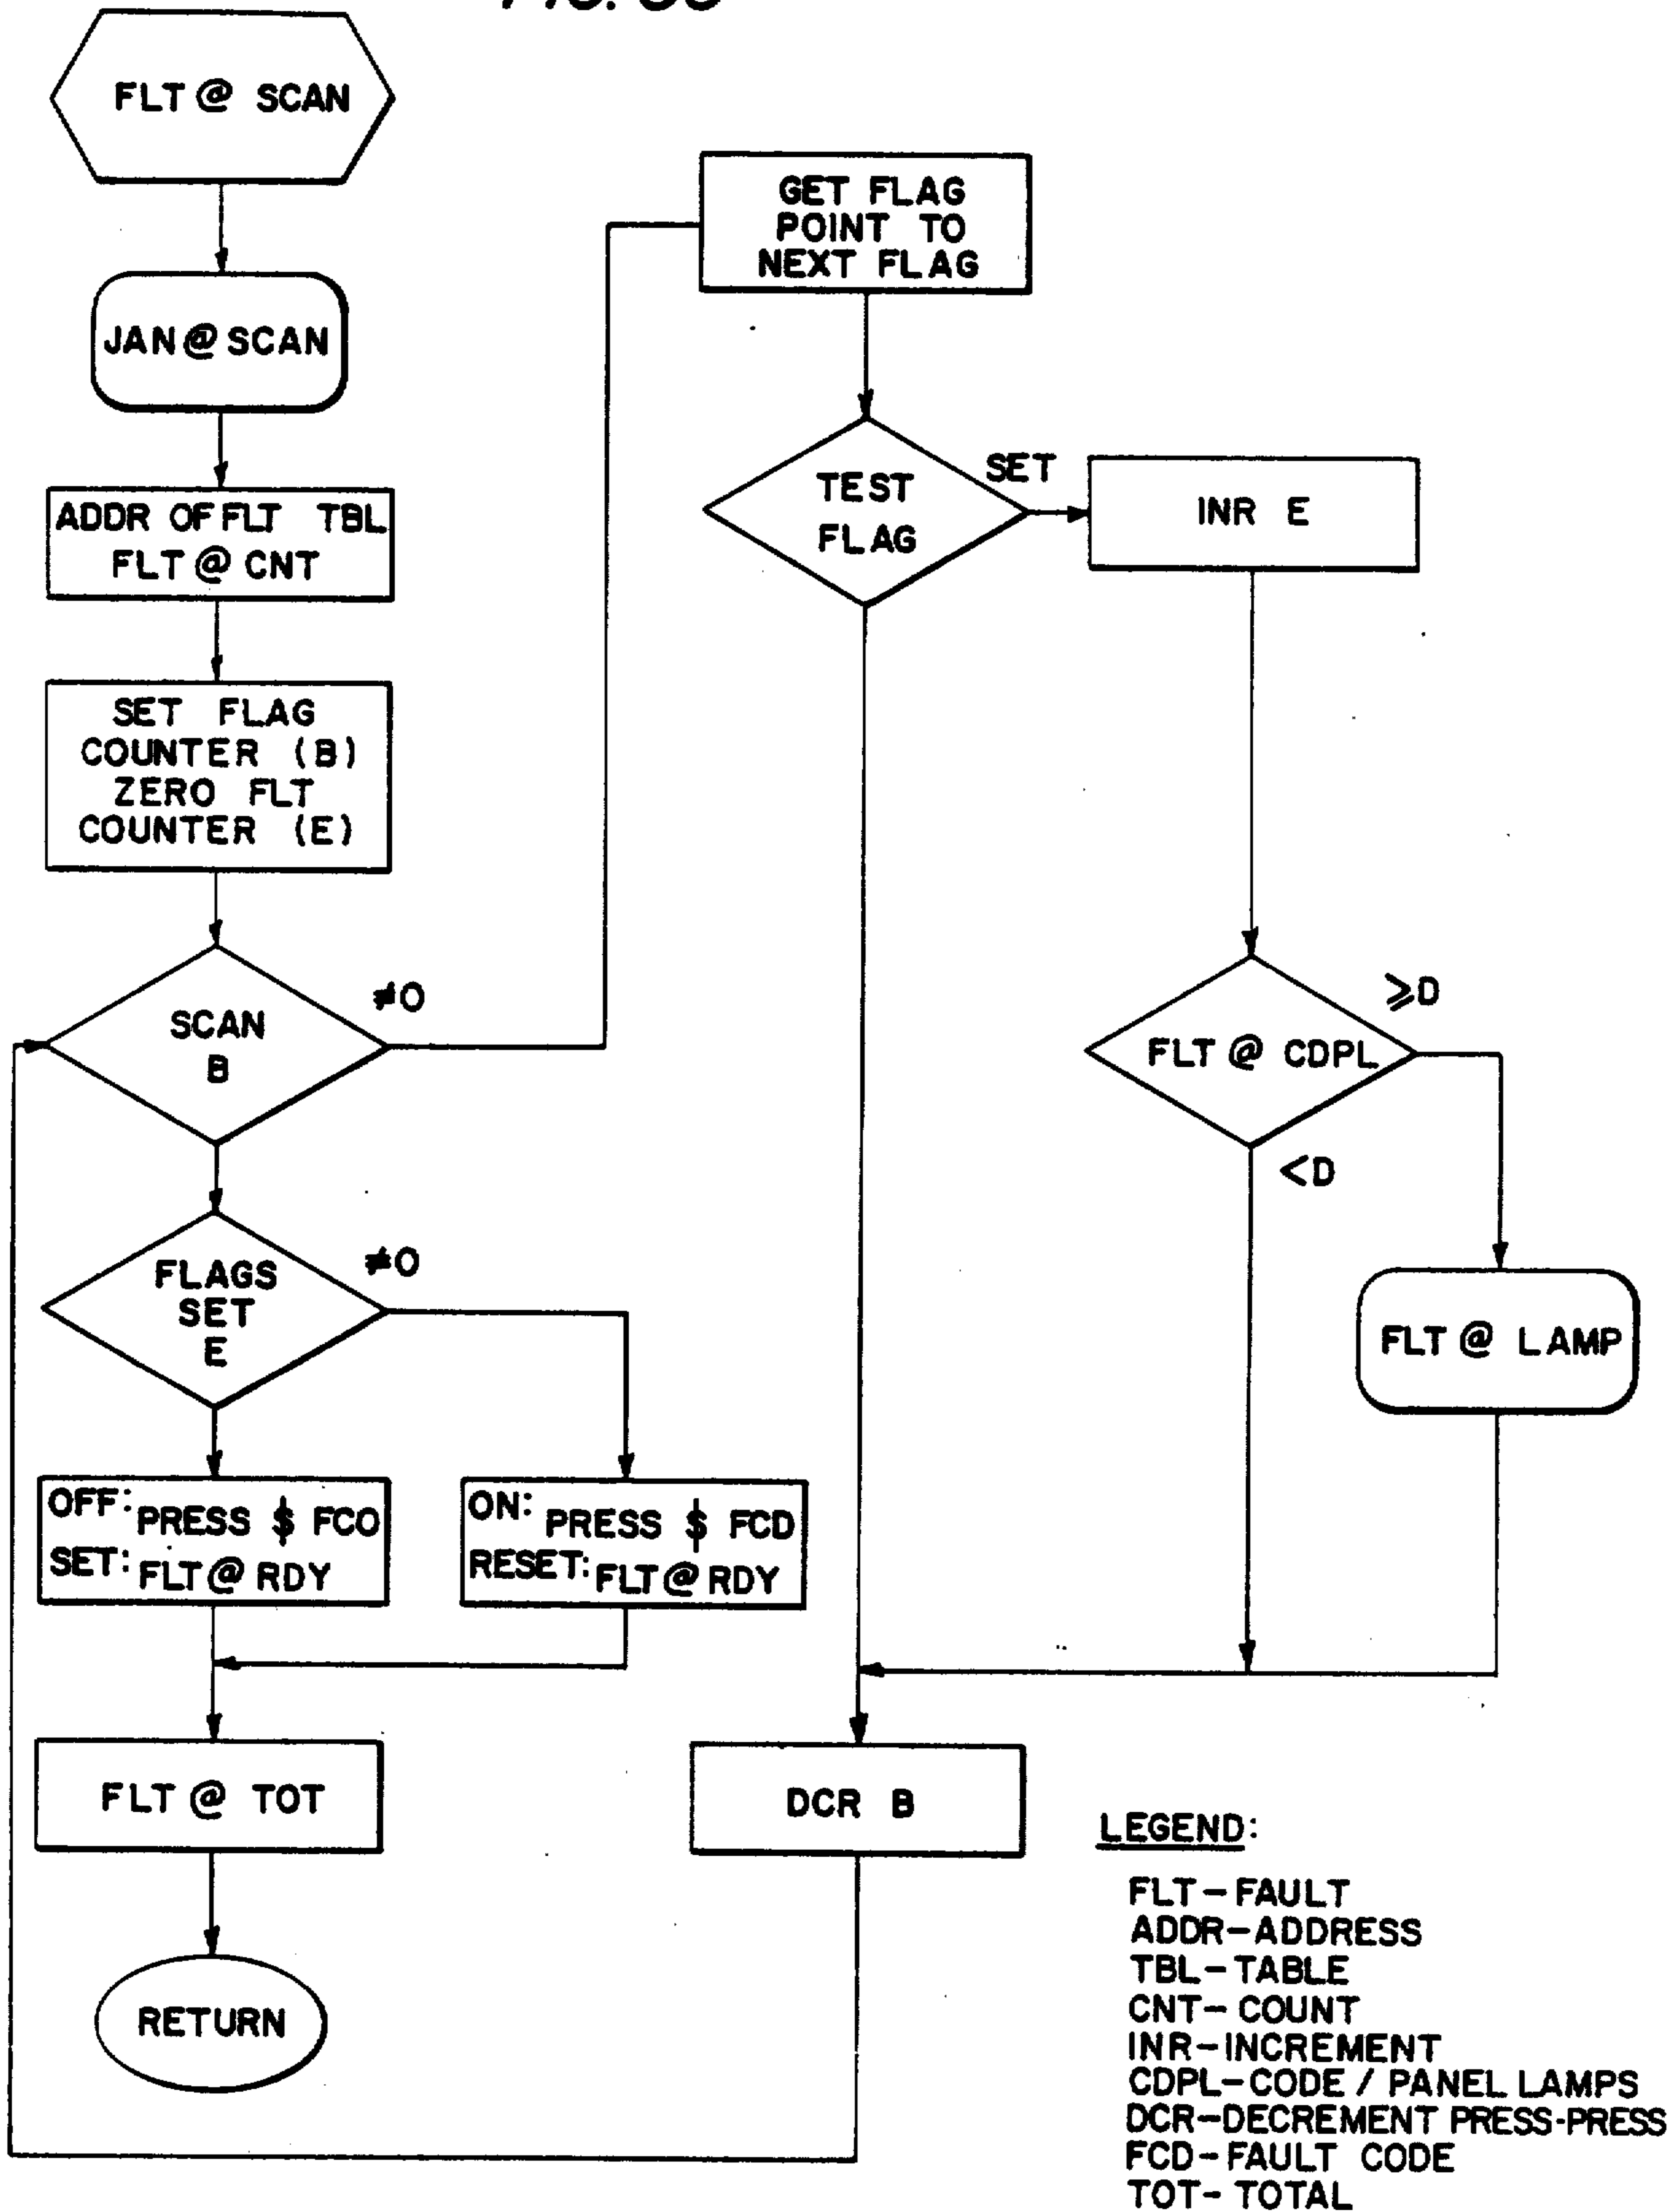 FLT @ SCAN
JAN @ SCAN
ADDR OF FLT TBL
FLT @ CNT
SET FLAG
COUNTER (B)
ZERO FLT
COUNTER (E)
SCAN
B
≠0
FLAGS
SET
E
≠0
OFF: PRESS $ FCO
SET: FLT @ RDY
ON: PRESS $ FCD
RESET: FLT @ RDY
FLT @ TOT
RETURN
GET FLAG
POINT TO
NEXT FLAG
TEST
FLAG
SET
INR E
FLT @ CDPL
≥D
<D
FLT @ LAMP
DCR B
LEGEND:
FLT-FAULT
ADDR-ADDRESS
TBL-TABLE
CNT-COUNT
INR-INCREMENT
CDPL-CODE / PANEL LAMPS
DCR-DECREMENT PRESS-PRESS
FCD-FAULT CODE
TOT-TOTAL